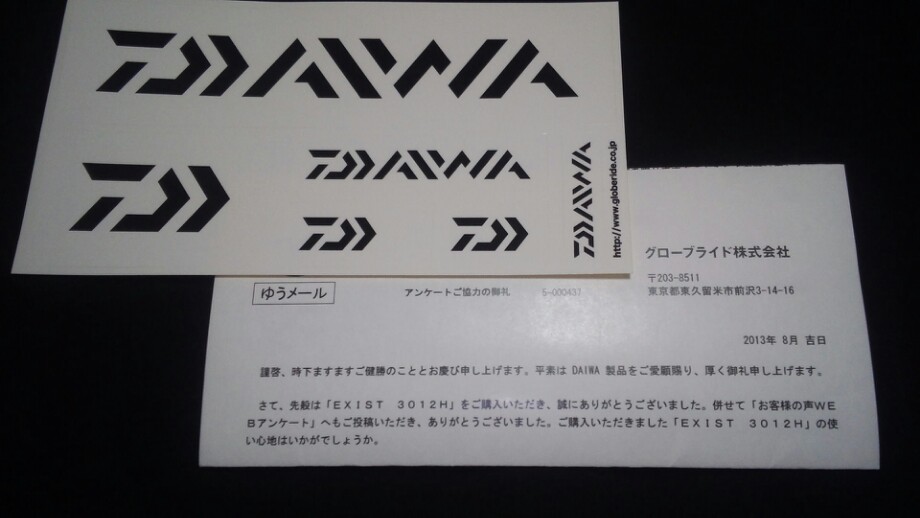 DAIWA
D
DAIWA
D
D
DAIWA
http://www.globeride.co.jp
グローブライド株式会社
〒203-8511
東京都東久留米市前沢3-14-16
ゆうメール
アンケートご協力の御礼 S-000431
2013年 8月 吉日
謹啓、時下ますますご健勝のこととお慶び申し上げます。平素は DAIWA 製品をご愛顧賜り、厚く御礼申し上げます。
さて、先般は「EXIST 3012H」をご購入いただき、誠にありがとうございました。併せて「お客様の声WE
Bアンケート」へもご投稿いただき、ありがとうございました。ご購入いただきました「EXIST 3012H」の使
い心地はいかがでしょうか。